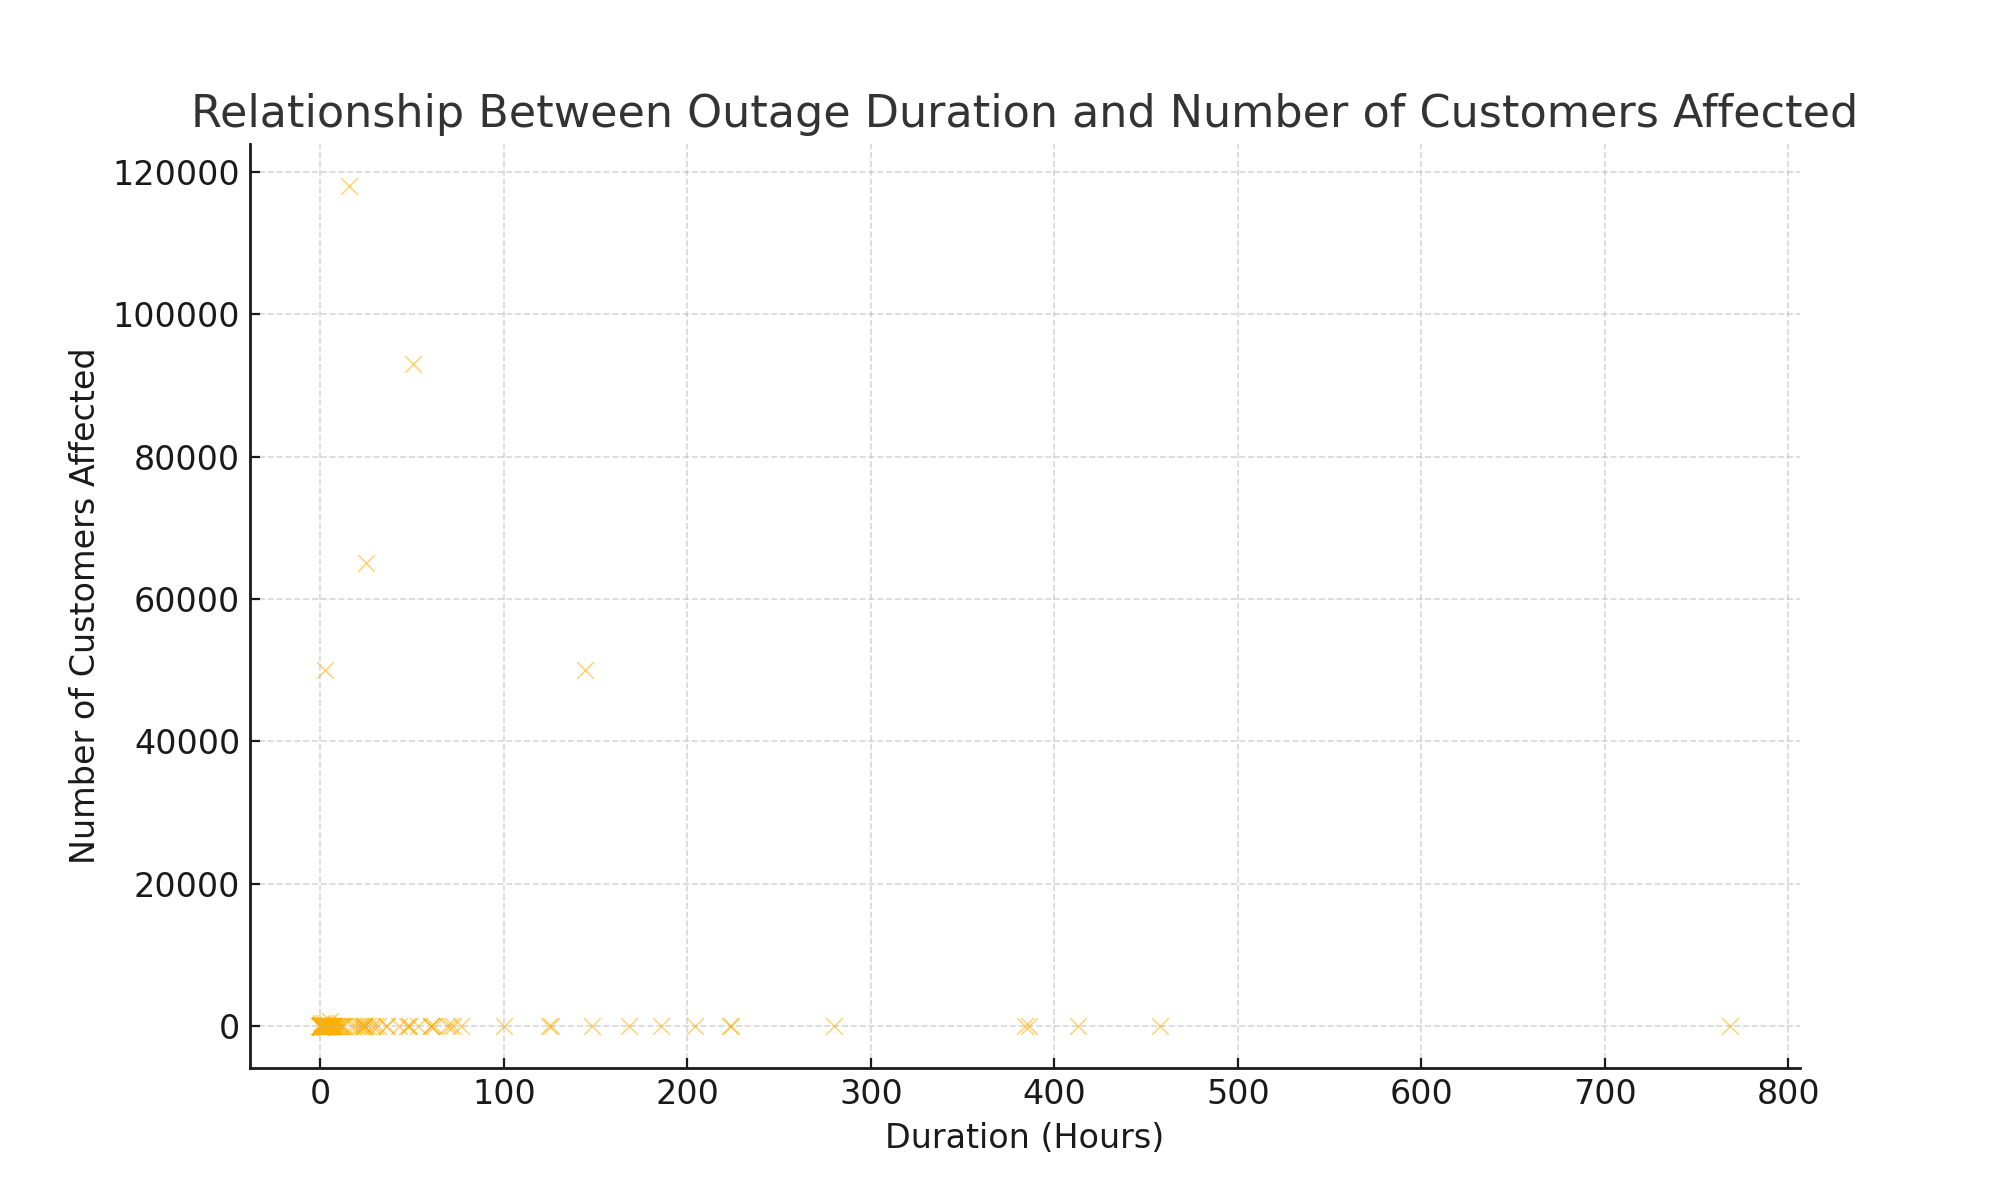 Relationship Between Outage Duration and Number of Customers Affected
120000
100000
80000
60000
40000
20000
0
Number of Customers Affected
0 100 200 300 400 500 600 700 800
Duration (Hours)